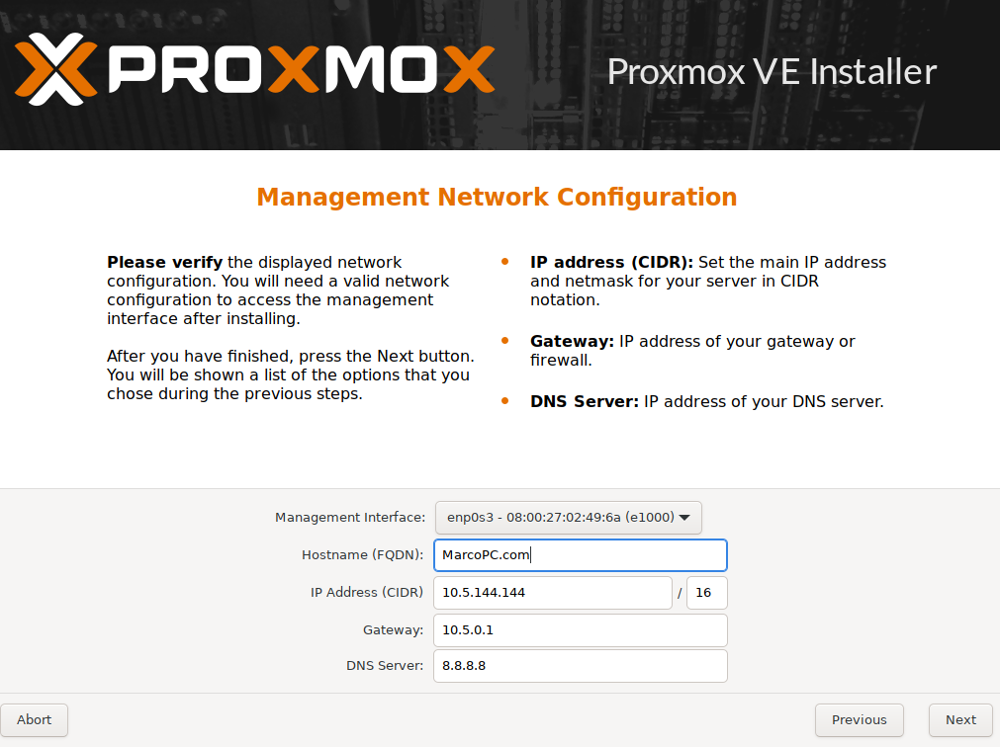 PROXMOX
Proxmox VE Installer
Management Network Configuration
Please verify the displayed network
configuration. You will need a valid network
configuration to access the management
interface after installing.
After you have finished, press the Next button.
You will be shown a list of the options that you
chose during the previous steps.
IP address (CIDR): Set the main IP address
and netmask for your server in CIDR
notation.
Gateway: IP address of your gateway or
firewall.
DNS Server: IP address of your DNS server.
Management Interface: enp0s3 - 08:00:27:02:49:6a (e1000)
Hostname (FQDN): MarcoPC.com
IP Address (CIDR) 10.5.144.144 / 16
Gateway: 10.5.0.1
DNS Server: 8.8.8.8
Abort Previous Next